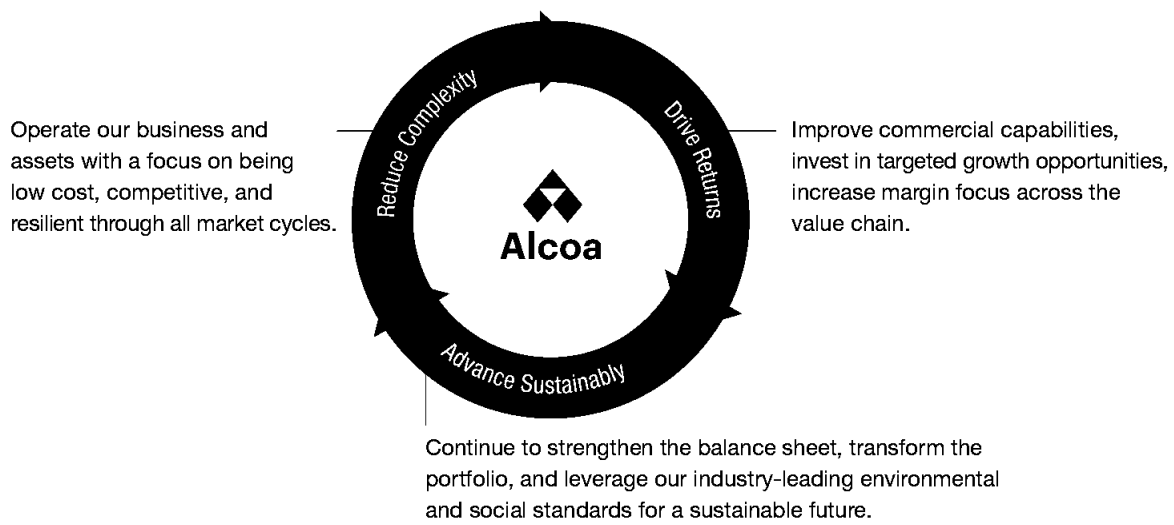 Reduce Complexity
Drive Returns
Operate our business and
assets with a focus on being
low cost, competitive, and
resilient through all market cycles.
Improve commercial capabilities,
invest in targeted growth opportunities,
increase margin focus across the
value chain.
Alcoa
Advance Sustainably
Continue to strengthen the balance sheet, transform the
portfolio, and leverage our industry-leading environmental
and social standards for a sustainable future.